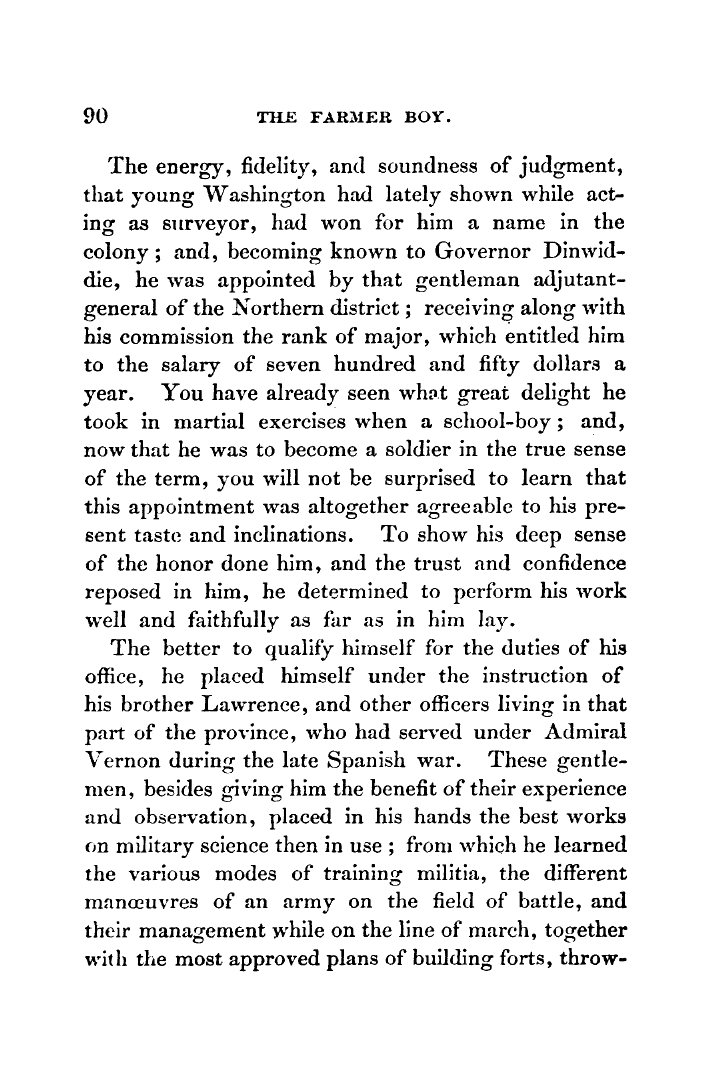 90 THE FARMER BOY.
The energy, fidelity, and soundness of judgment,
that young Washington had lately shown while act-
ing as surveyor, had won for him a name in the
colony ; and, becoming known to Governor Dinwid-
die, he was appointed by that gentleman adjutant-
general of the Northern district ; receiving along with
his commission the rank of major, which entitled him
to the salary of seven hundred and fifty dollars a
year. You have already seen what great delight he
took in martial exercises when a school-boy ; and,
now that he was to become a soldier in the true sense
of the term, you will not be surprised to learn that
this appointment was altogether agreeable to his pre-
sent taste and inclinations. To show his deep sense
of the honor done him, and the trust and confidence
reposed in him, he determined to perform his work
well and faithfully as far as in him lay.
The better to qualify himself for the duties of his
office, he placed himself under the instruction of
his brother Lawrence, and other officers living in that
part of the province, who had served under Admiral
Vernon during the late Spanish war. These gentle-
men, besides giving him the benefit of their experience
and observation, placed in his hands the best works
on military science then in use ; from which he learned
the various modes of training militia, the different
manœuvres of an army on the field of battle, and
their management while on the line of march, together
with the most approved plans of building forts, throw-